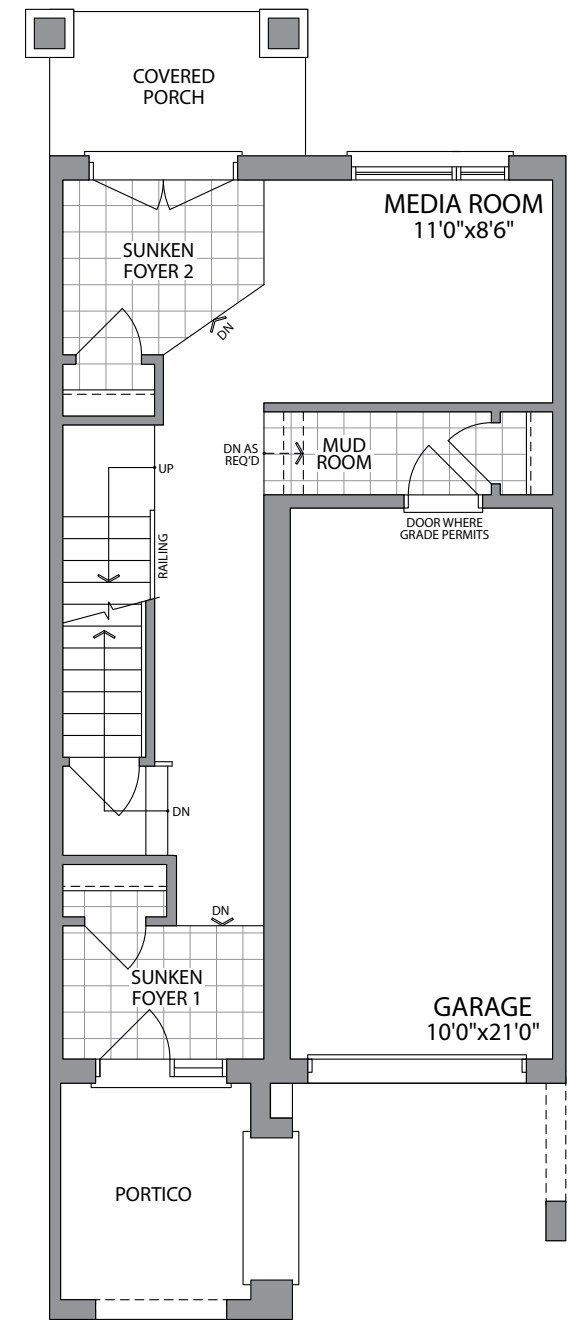 COVERED
PORCH
MEDIA ROOM
11'0"x8'6"
SUNKEN
FOYER 2
DN
DN AS
REQ'D
MUD
ROOM
UP
DOOR WHERE
GRADE PERMITS
RAILING
DN
DN
SUNKEN
FOYER 1
GARAGE
10'0"x21'0"
PORTICO